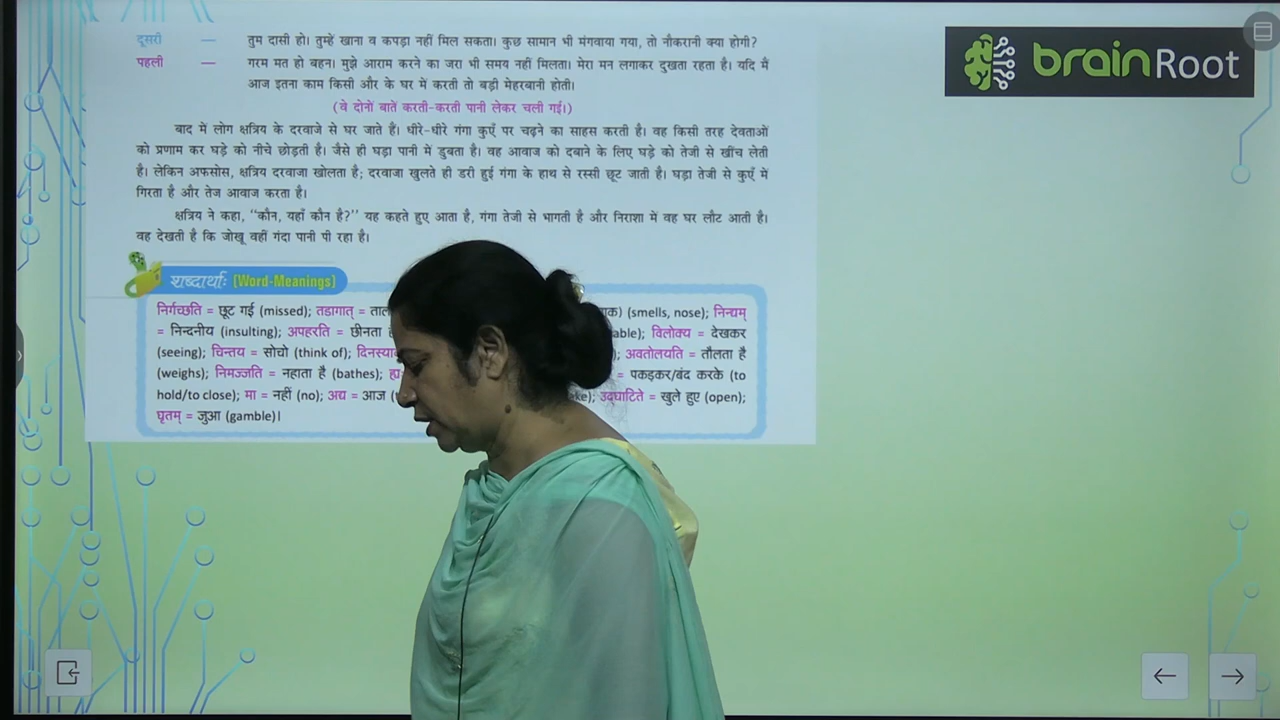 दूसरी — तुम दासी हो। तुम्हें खाना व कपड़ा नहीं मिल सकता। कुछ सामान भी मंगवाया गया, तो नौकरानी क्या होगी?
पहली — गरम मत हो बहन। मुझे आराम करने का जरा भी समय नहीं मिलता। मेरा मन लगाकर दुखता रहता है। यदि मैं
आज इतना काम किसी और के घर में करती तो बड़ी मेहरबानी होती।
(वे दोनों बातें करती-करती पानी लेकर चली गईं।)
बाद में लोग क्षत्रिय के दरवाजे से घर जाते हैं। धीरे-धीरे गंगा कुएँ पर चढ़ने का साहस करती है। वह किसी तरह देवताओं
को प्रणाम कर घड़े को नीचे छोड़ती है। जैसे ही घड़ा पानी में डुबता है। वह आवाज को दबाने के लिए घड़े को तेजी से खींच लेती
है। लेकिन अफसोस, क्षत्रिय दरवाजा खोलता है; दरवाजा खुलते ही डरी हुई गंगा के हाथ से रस्सी छूट जाती है। घड़ा तेजी से कुएँ में
गिरता है और तेज आवाज करता है।
क्षत्रिय ने कहा, “कौन, यहाँ कौन है?” यह कहते हुए आता है, गंगा तेजी से भागती है और निराशा में वह घर लौट आती है।
वह देखती है कि जोखू वहीं गंदा पानी पी रहा है।
शब्दार्थाः [Word-Meanings]
निर्गच्छति = छूट गई (missed); तडागात् = (smells, nose); निन्द्यम्
= निन्दनीय (insulting); अपहरति = छीनता विलोक्य = देखकर
(seeing); चिन्तय = सोचो (think of); अवतोलयति = तौलता है
(weighs); निमज्जति = नहाता है (bathes); = पकड़कर/बंद करके (to
hold/to close); मा = नहीं (no); अद्य = आज उद्घाटिते = खुले हुए (open);
घृतम् = जुआ (gamble)।
brainRoot